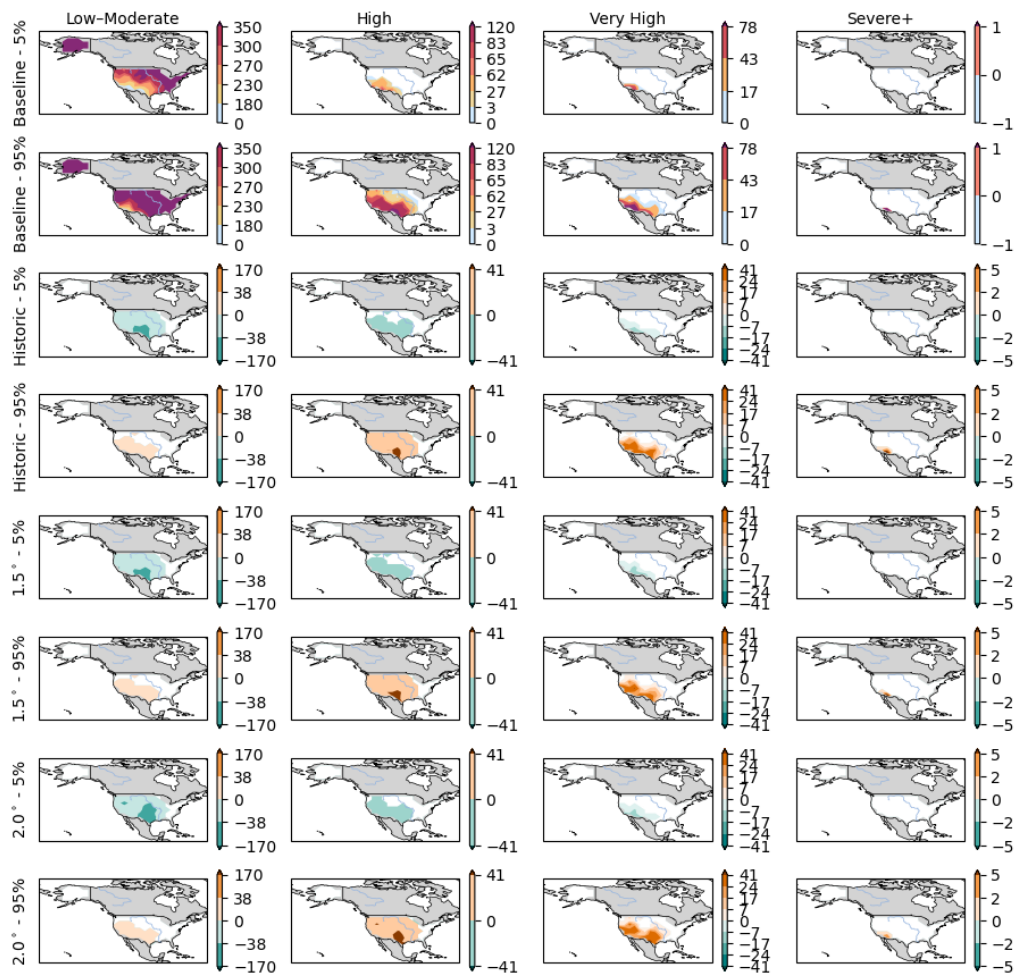 Low–Moderate High Very High Severe+
Baseline - 5%
350 300 270 230 180 0
120 83 65 62 27 3 0
78 43 17 0
1 0 −1
Baseline - 95%
350 300 270 230 180 0
120 83 65 62 27 3 0
78 43 17 0
1 0 −1
Historic - 5%
170 38 0 −38 −170
41 0 −41
41 24 17 7 0 −7 −17 −24 −41
5 2 0 −2 −5
Historic - 95%
170 38 0 −38 −170
41 0 −41
41 24 17 7 0 −7 −17 −24 −41
5 2 0 −2 −5
1.5° - 5%
170 38 0 −38 −170
41 0 −41
41 24 17 7 0 −7 −17 −24 −41
5 2 0 −2 −5
1.5° - 95%
170 38 0 −38 −170
41 0 −41
41 24 17 7 0 −7 −17 −24 −41
5 2 0 −2 −5
2.0° - 5%
170 38 0 −38 −170
41 0 −41
41 24 17 7 0 −7 −17 −24 −41
5 2 0 −2 −5
2.0° - 95%
170 38 0 −38 −170
41 0 −41
41 24 17 7 0 −7 −17 −24 −41
5 2 0 −2 −5